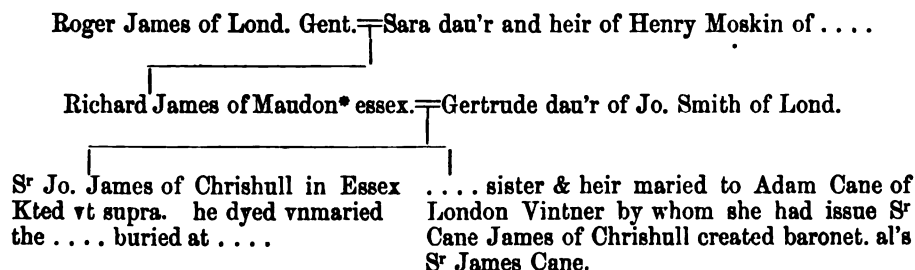 Roger James of Lond. Gent.=Sara dau'r and heir of Henry Moskin of . . . .
Richard James of Maudon* essex.=Gertrude dau'r of Jo. Smith of Lond.
Sr Jo. James of Chrishull in Essex
Kted vt supra. he dyed vnmaried
the . . . . buried at . . . .
. . . . sister & heir maried to Adam Cane of
London Vintner by whom she had issue Sr
Cane James of Chrishull created baronet. al's
Sr James Cane.